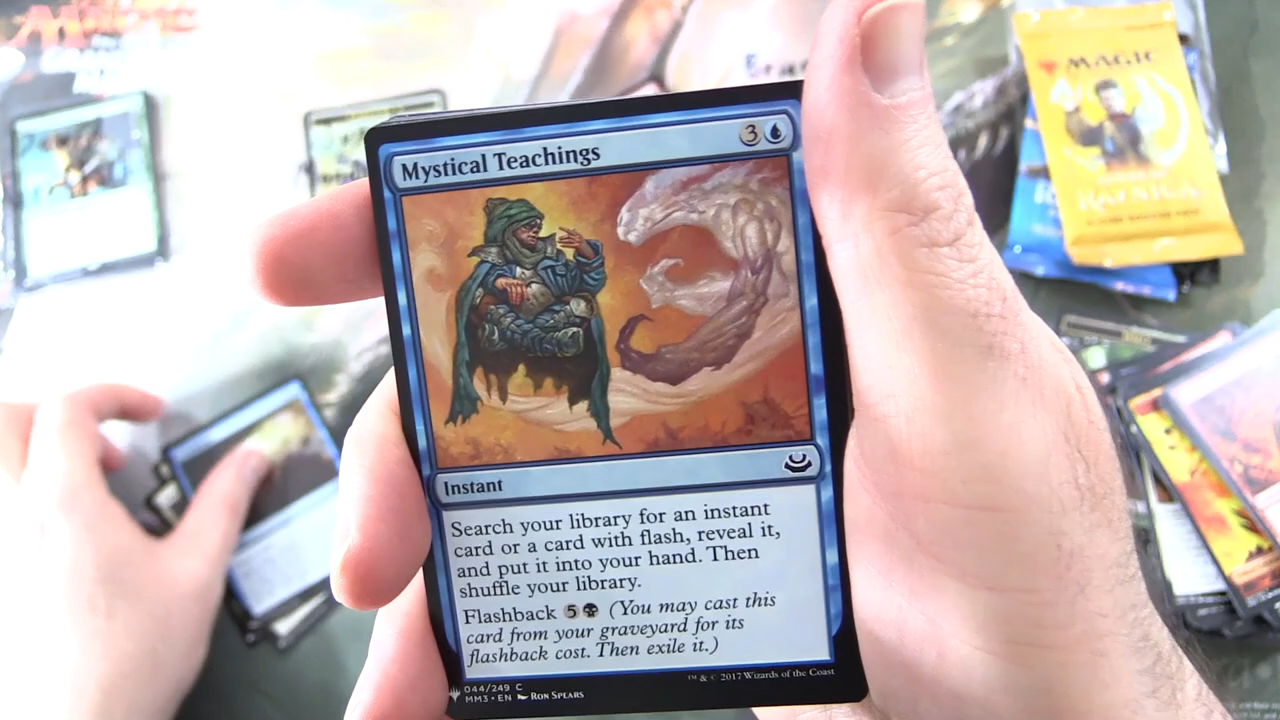 MAGIC
MAGIC
RAVNICA
Mystical Teachings
3
Instant
Search your library for an instant
card or a card with flash, reveal it,
and put it into your hand. Then
shuffle your library.
Flashback 5 (You may cast this
card from your graveyard for its
flashback cost. Then exile it.)
044/249 C
MM3 • EN RON SPEARS
™ & © 2017 Wizards of the Coast